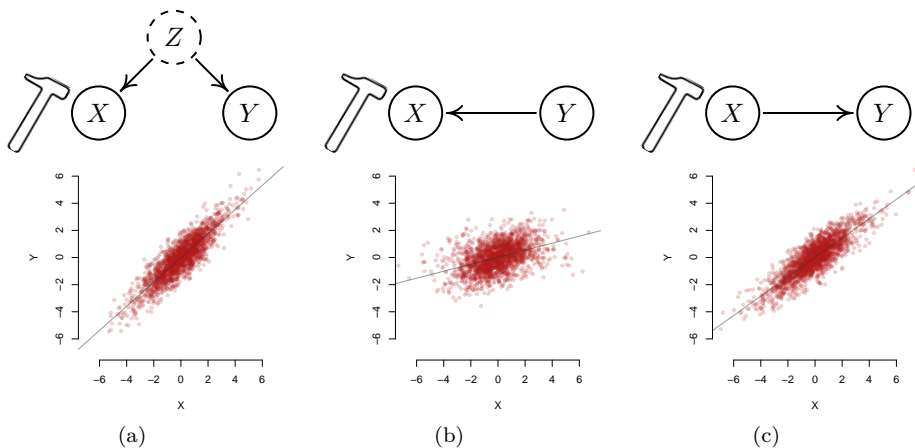 Z
X Y X Y X Y
6 6 6
4 4 4
2 2 2
Y 0 Y 0 Y 0
−2 −2 −2
−4 −4 −4
−6 −6 −6
−6 −4 −2 0 2 4 6 −6 −4 −2 0 2 4 6 −6 −4 −2 0 2 4 6
X X X
(a) (b) (c)